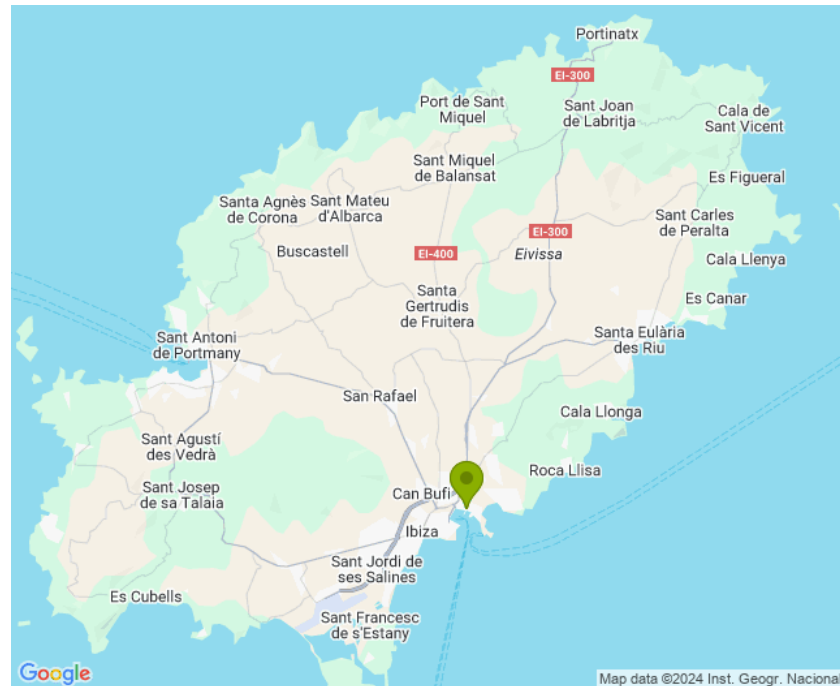 Portinatx
EI-300
Port de Sant
Miquel
Sant Joan
de Labritja
Cala de
Sant Vicent
Sant Miquel
de Balansat
Es Figueral
Santa Agnès
de Corona
Sant Mateu
d'Albarca
Sant Carles
de Peralta
EI-300
Buscastell
EI-400
Eivissa
Cala Llenya
Santa
Gertrudis
de Fruitera
Es Canar
Sant Antoni
de Portmany
Santa Eulària
des Riu
San Rafael
Cala Llonga
Sant Agustí
des Vedrà
Roca Llisa
Sant Josep
de sa Talaia
Can Bufí
Ibiza
Sant Jordi de
ses Salines
Es Cubells
Sant Francesc
de s'Estany
Google
Map data ©2024 Inst. Geogr. Nacional